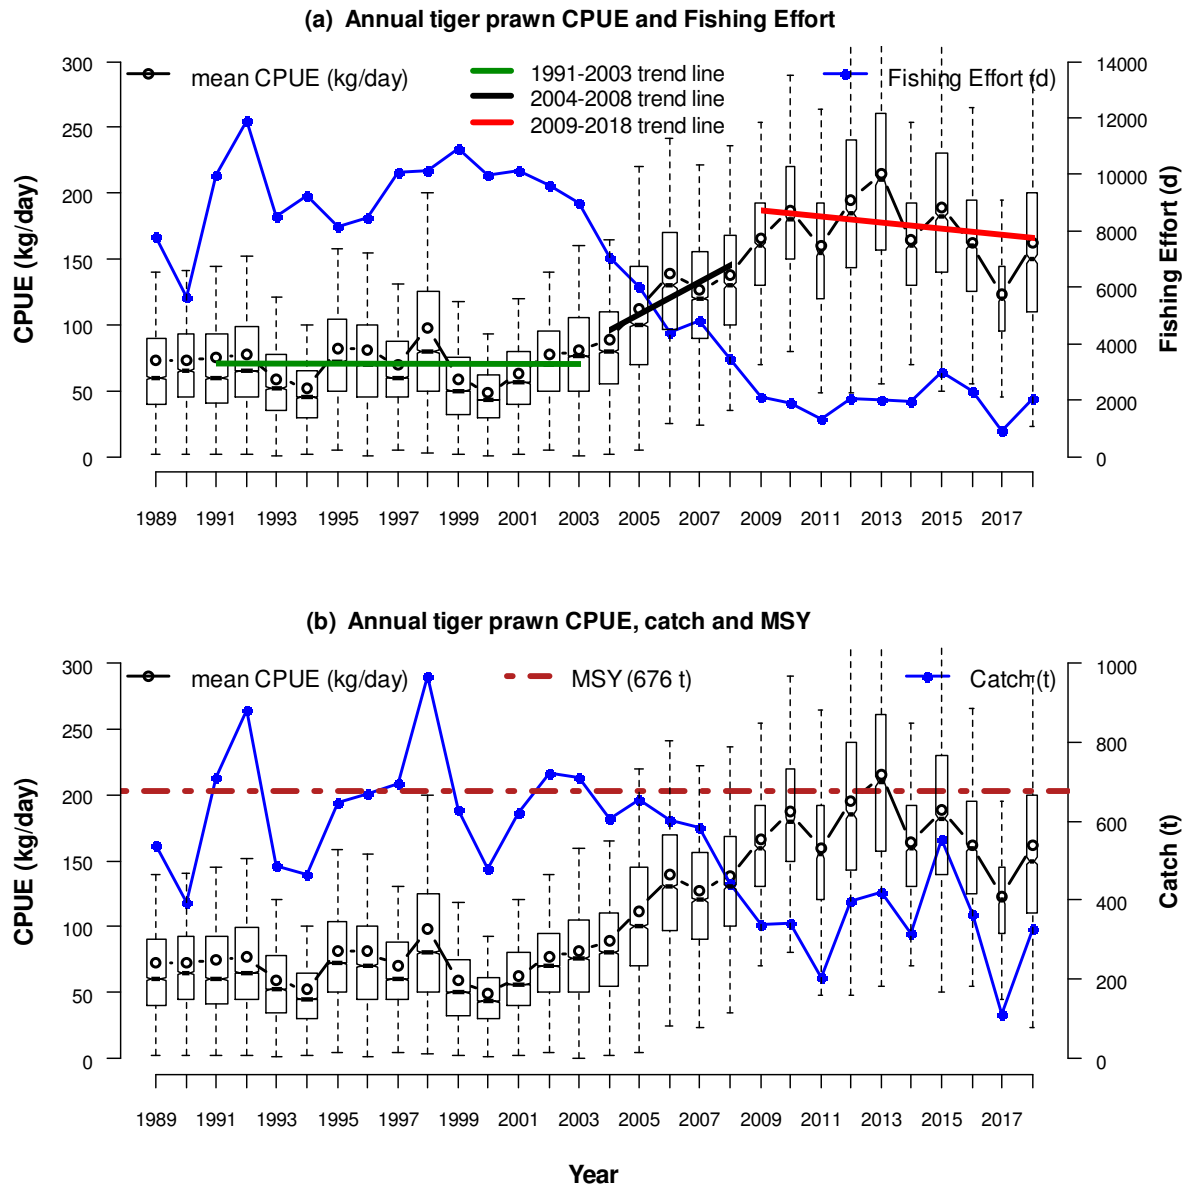 (a)  Annual tiger prawn CPUE and Fishing Effort
mean CPUE (kg/day)
1991-2003 trend line
2004-2008 trend line
2009-2018 trend line
Fishing Effort (d)
CPUE (kg/day)
300
250
200
150
100
50
0
Fishing Effort (d)
14000
12000
10000
8000
6000
4000
2000
0
1989 1991 1993 1995 1997 1999 2001 2003 2005 2007 2009 2011 2013 2015 2017
(b)  Annual tiger prawn CPUE, catch and MSY
mean CPUE (kg/day)
MSY (676 t)
Catch (t)
CPUE (kg/day)
300
250
200
150
100
50
0
Catch (t)
1000
800
600
400
200
0
1989 1991 1993 1995 1997 1999 2001 2003 2005 2007 2009 2011 2013 2015 2017
Year